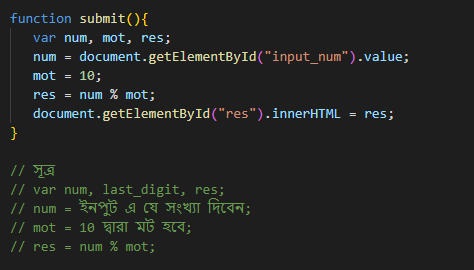 function submit(){
var num, mot, res;
num = document.getElementById("input_num").value;
mot = 10;
res = num % mot;
document.getElementById("res").innerHTML = res;
}
// সূত্র
// var num, last_digit, res;
// num = ইনপুট এ যে সংখ্যা দিবেন;
// mot = 10 দ্বারা মট হবে;
// res = num % mot;